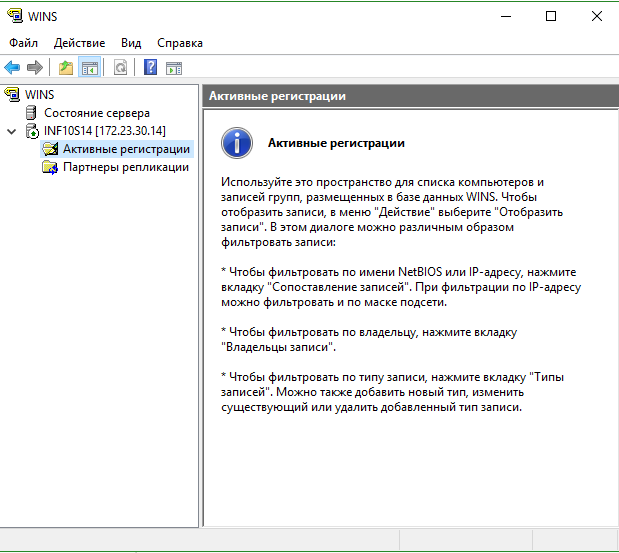 WINS
Файл Действие Вид Справка
WINS
Состояние сервера
INF10S14 [172.23.30.14]
Активные регистрации
Партнеры репликации
Активные регистрации
Активные регистрации
Используйте это пространство для списка компьютеров и
записей групп, размещенных в базе данных WINS. Чтобы
отобразить записи, в меню "Действие" выберите "Отобразить
записи". В этом диалоге можно различным образом
фильтровать записи:
* Чтобы фильтровать по имени NetBIOS или IP-адресу, нажмите
вкладку "Сопоставление записей". При фильтрации по IP-адресу
можно фильтровать и по маске подсети.
* Чтобы фильтровать по владельцу, нажмите вкладку
"Владельцы записи".
* Чтобы фильтровать по типу записи, нажмите вкладку "Типы
записей". Можно также добавить новый тип, изменить
существующий или удалить добавленный тип записи.